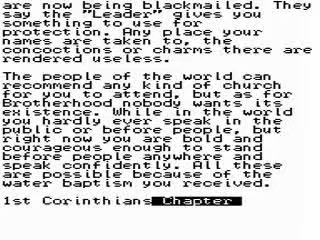 are now being blackmailed. They
say the "Leader" gives you
something to use for
protection. Any place your
names are taken to, the
concoctions or charms there are
rendered useless.
The people of the world can
recommend any kind of church
for you to attend, but as for
Brotherhood nobody wants its
existence. While in the world
you hardly ever speak in the
public or before people, but
right now you are bold and
courageous enough to stand
before people anywhere and
speak confidently. All these
are possible because of the
water baptism you received.
1st Corinthians Chapter